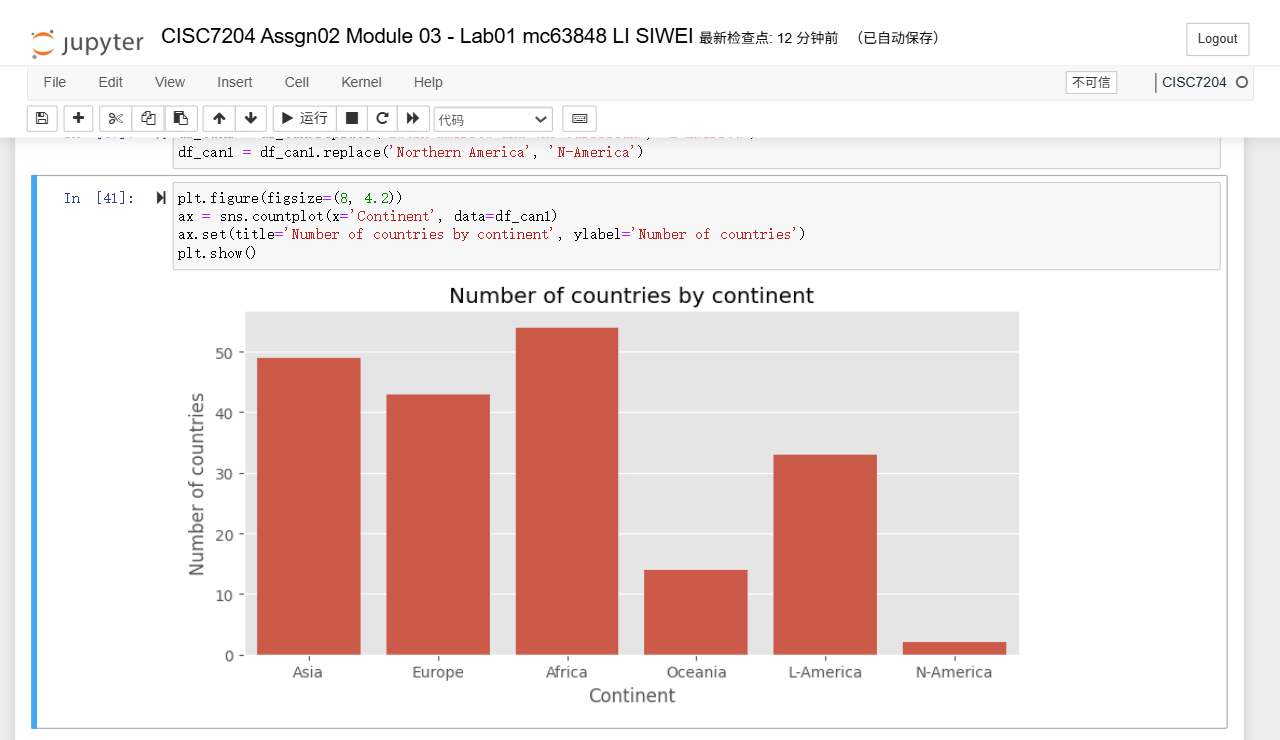 jupyter CISC7204 Assgn02 Module 03 - Lab01 mc63848 LI SIWEI 最新检查点: 12 分钟前 （已自动保存） Logout
File Edit View Insert Cell Kernel Help 不可信 CISC7204
运行 代码
df_can1 = df_can1.replace('Northern America', 'N-America')
In [41]: plt.figure(figsize=(8, 4.2))
ax = sns.countplot(x='Continent', data=df_can1)
ax.set(title='Number of countries by continent', ylabel='Number of countries')
plt.show()
Number of countries by continent
Number of countries
50
40
30
20
10
0
Asia Europe Africa Oceania L-America N-America
Continent